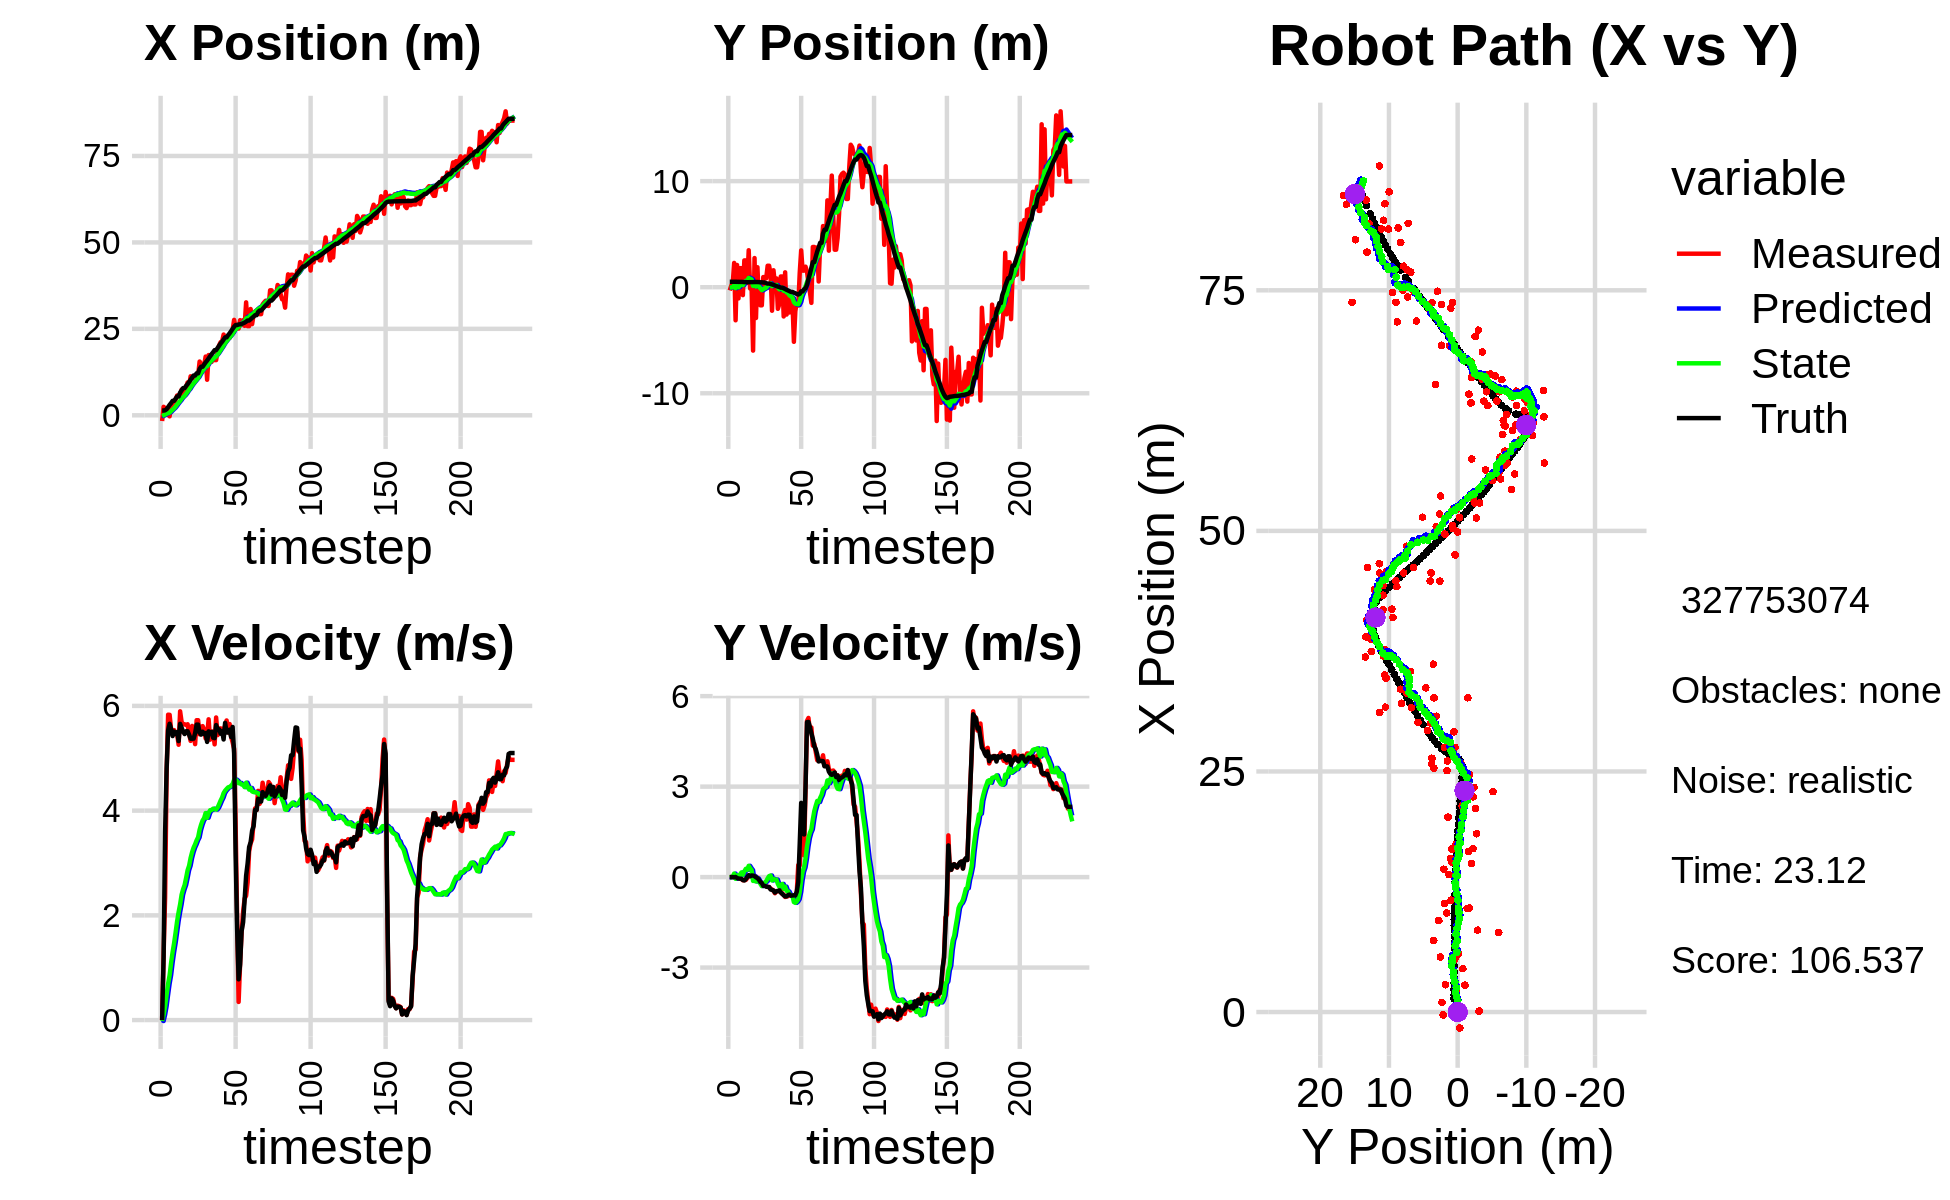 X Position (m)
75
50
25
0
0 50 100 150 200
timestep
Y Position (m)
10
0
-10
0 50 100 150 200
timestep
X Velocity (m/s)
6
4
2
0
0 50 100 150 200
timestep
Y Velocity (m/s)
6
3
0
-3
0 50 100 150 200
timestep
Robot Path (X vs Y)
X Position (m)
75
50
25
0
20 10 0 -10 -20
Y Position (m)
variable
Measured
Predicted
State
Truth
327753074
Obstacles: none
Noise: realistic
Time: 23.12
Score: 106.537